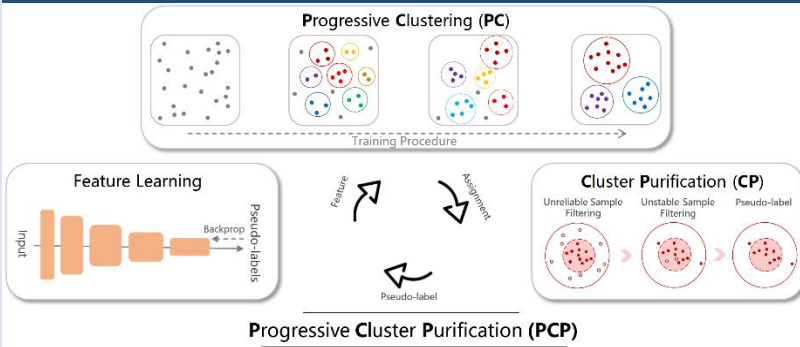 Progressive Clustering (PC)
Training Procedure
Feature Learning
Input
Backprop
Pseudo-labels
Feature
Assignment
Pseudo-label
Cluster Purification (CP)
Unreliable Sample
Filtering
Unstable Sample
Filtering
Pseudo-label
Progressive Cluster Purification (PCP)